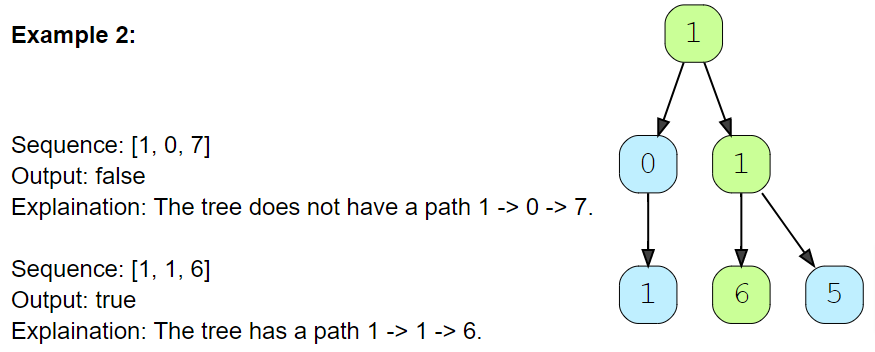 Example 2:
Sequence: [1, 0, 7]
Output: false
Explaination: The tree does not have a path 1 -> 0 -> 7.
Sequence: [1, 1, 6]
Output: true
Explaination: The tree has a path 1 -> 1 -> 6.
1
0 1
1 6 5